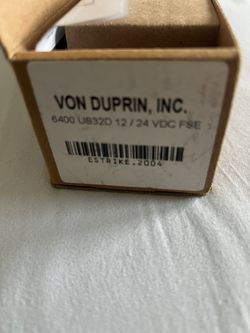 VON DUPRIN, INC.
6400 US32D 12 / 24 VDC FSE
ESTRIKE.2004